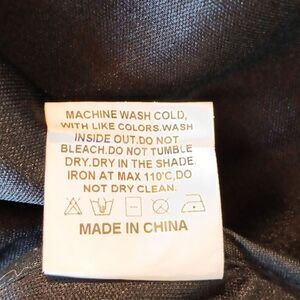 MACHINE WASH COLD,
WITH LIKE COLORS.WASH
INSIDE OUT.DO NOT
BLEACH.DO NOT TUMBLE
DRY.DRY IN THE SHADE.
IRON AT MAX 110°C,DO
NOT DRY CLEAN.
MADE IN CHINA